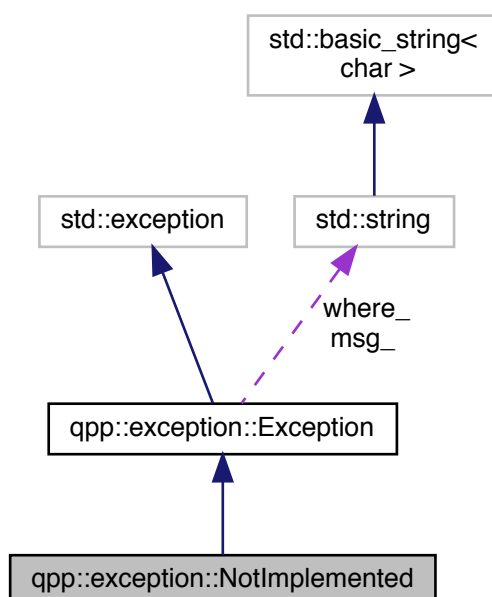 std::basic_string<
char >
std::exception
std::string
where_
msg_
qpp::exception::Exception
qpp::exception::NotImplemented